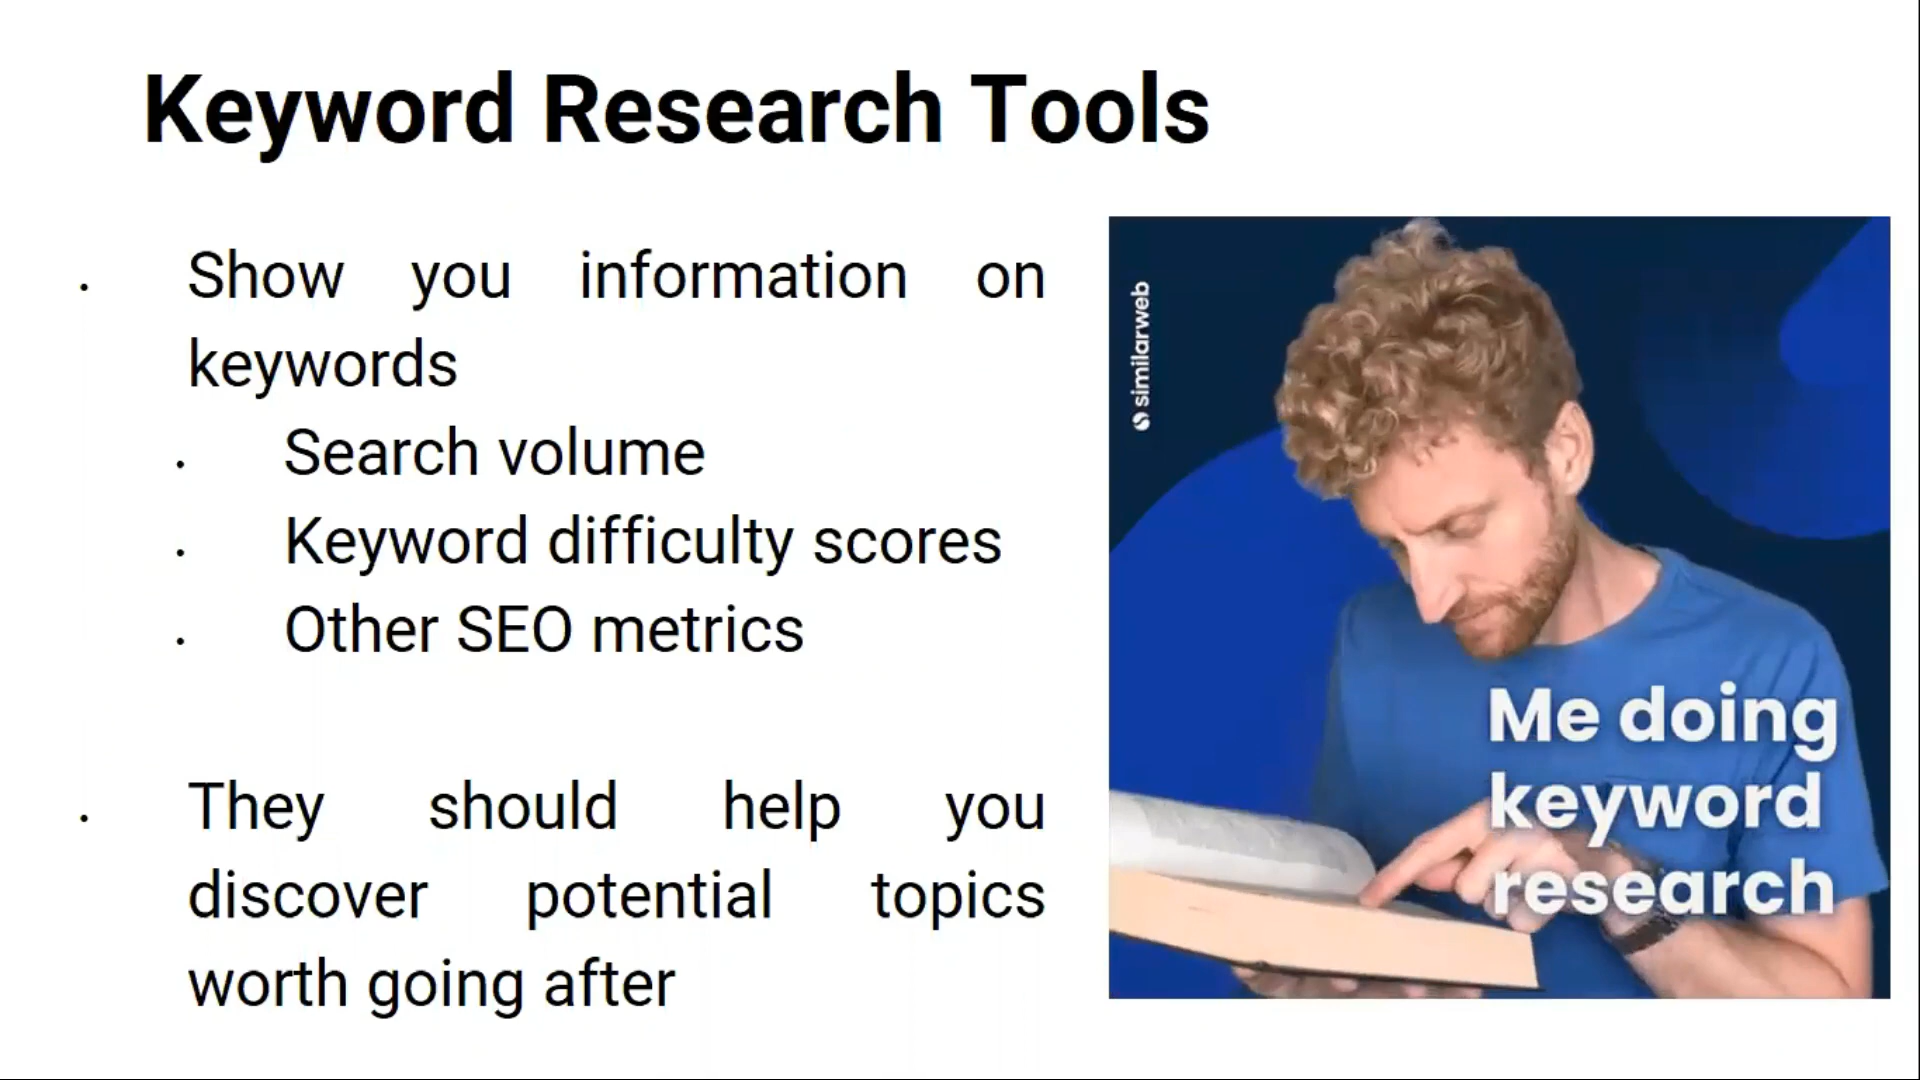 Keyword Research Tools
Show you information on
keywords
Search volume
Keyword difficulty scores
Other SEO metrics
They should help you
discover potential topics
worth going after
similarweb
Me doing
keyword
research